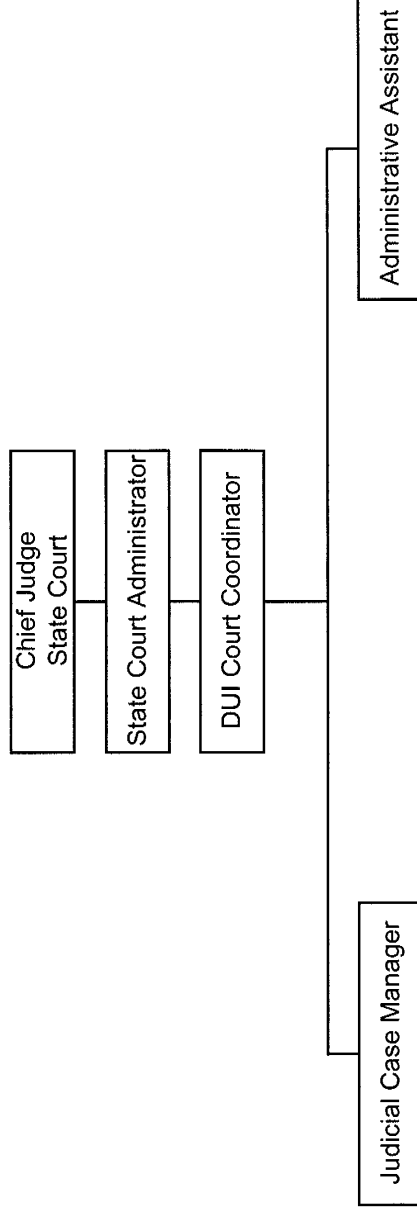 Chief Judge
State Court
State Court Administrator
DUI Court Coordinator
Judicial Case Manager
Administrative Assistant